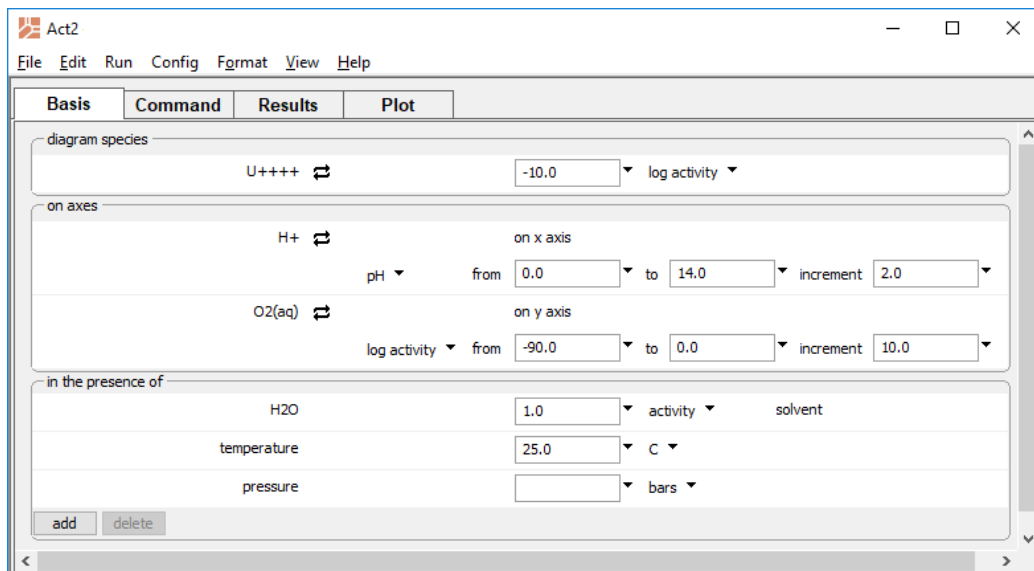 Act2
File Edit Run Config Format View Help
Basis Command Results Plot
diagram species
U++++ -10.0 log activity
on axes
H+ on x axis
pH from 0.0 to 14.0 increment 2.0
O2(aq) on y axis
log activity from -90.0 to 0.0 increment 10.0
in the presence of
H2O 1.0 activity solvent
temperature 25.0 C
pressure bars
add delete